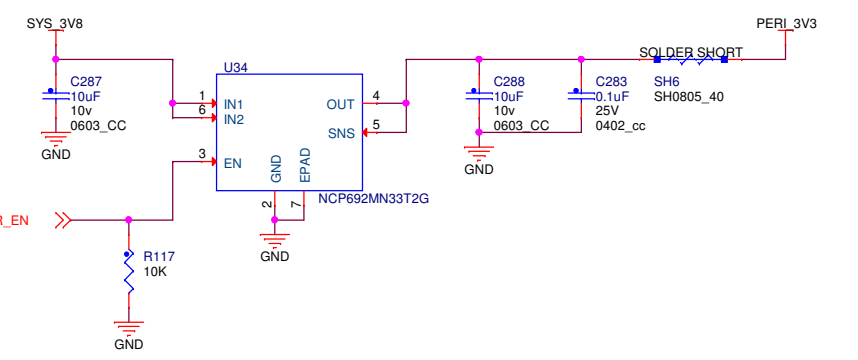 SYS_3V8
PERI_3V3
SOLDER SHORT
U34
C287
10uF
10v
0603_CC
GND
1
6
3
IN1
IN2
EN
OUT
SNS
GND
EPAD
4
5
2
7
NCP692MN33T2G
GND
C288
10uF
10v
0603_CC
GND
C283
0.1uF
25V
0402_cc
SH6
SH0805_40
R_EN
R117
10K
GND